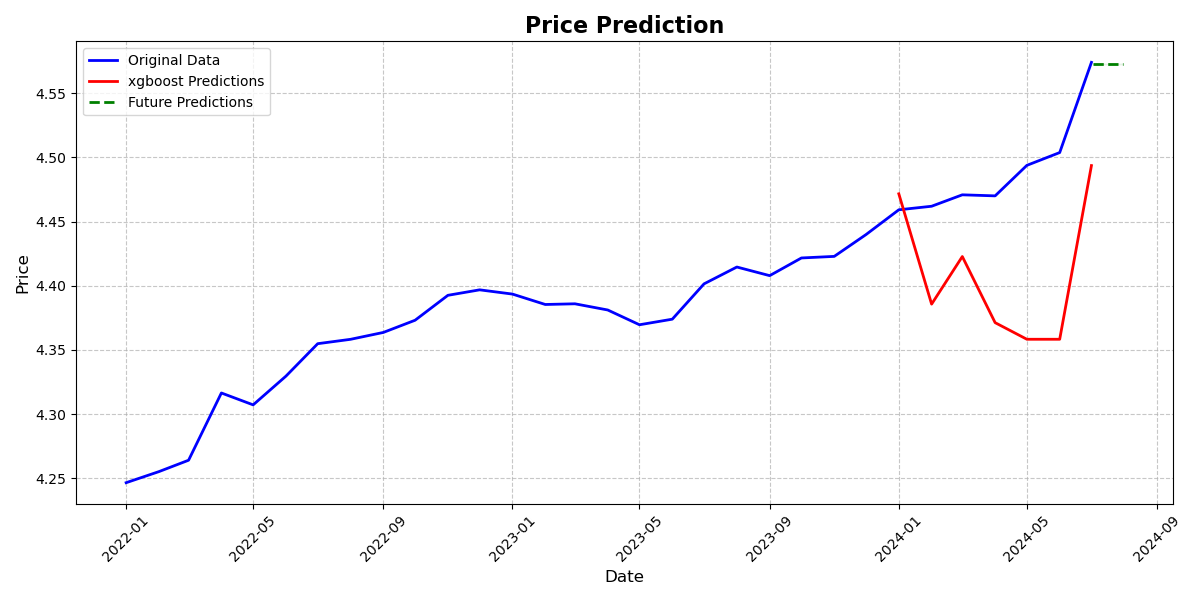 Price Prediction
Original Data
xgboost Predictions
Future Predictions
Price
4.55
4.50
4.45
4.40
4.35
4.30
4.25
2022-01
2022-05
2022-09
2023-01
2023-05
2023-09
2024-01
2024-05
2024-09
Date